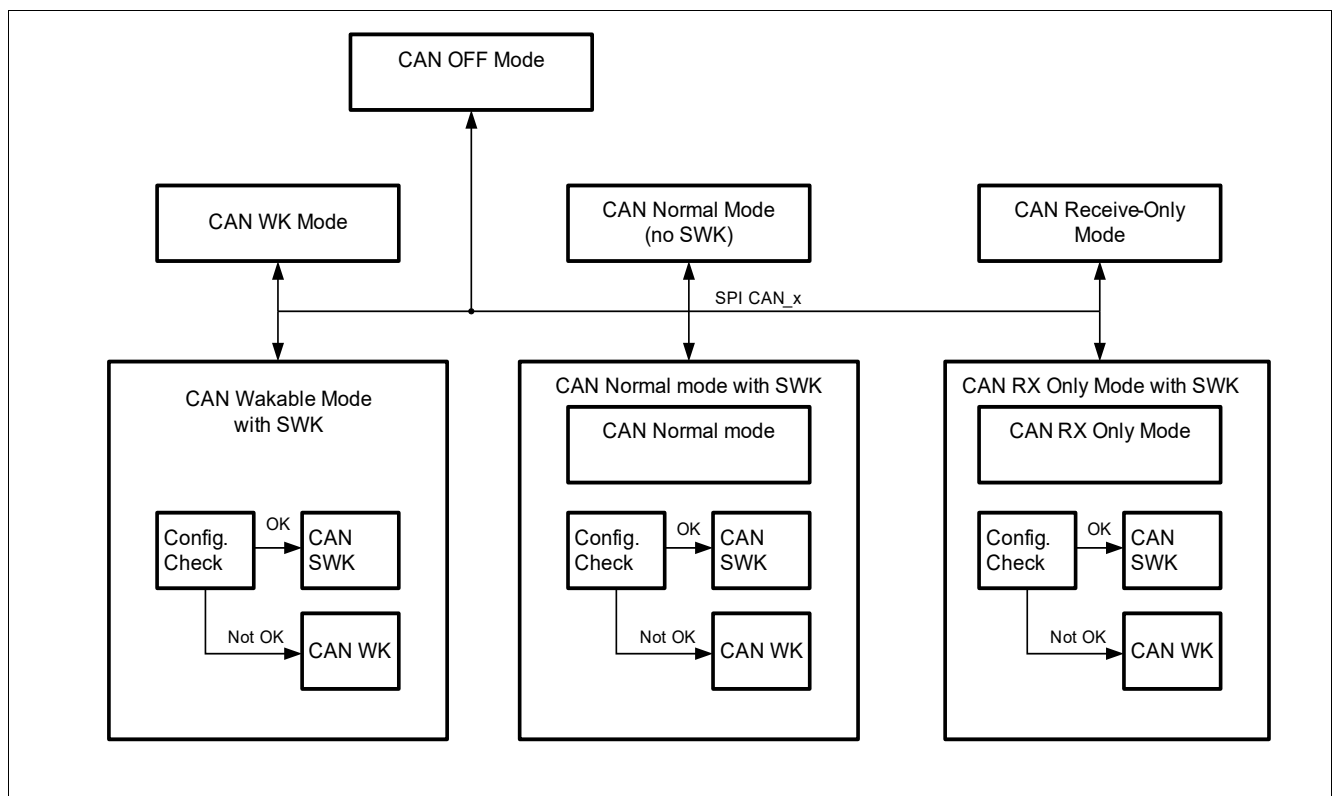 CAN OFF Mode
CAN WK Mode
CAN Normal Mode
(no SWK)
CAN Receive-Only
Mode
SPI CAN_x
CAN Wakable Mode
with SWK
Config.
Check
OK
CAN
SWK
Not OK
CAN WK
CAN Normal mode with SWK
CAN Normal mode
Config.
Check
OK
CAN
SWK
Not OK
CAN WK
CAN RX Only Mode with SWK
CAN RX Only Mode
Config.
Check
OK
CAN
SWK
Not OK
CAN WK